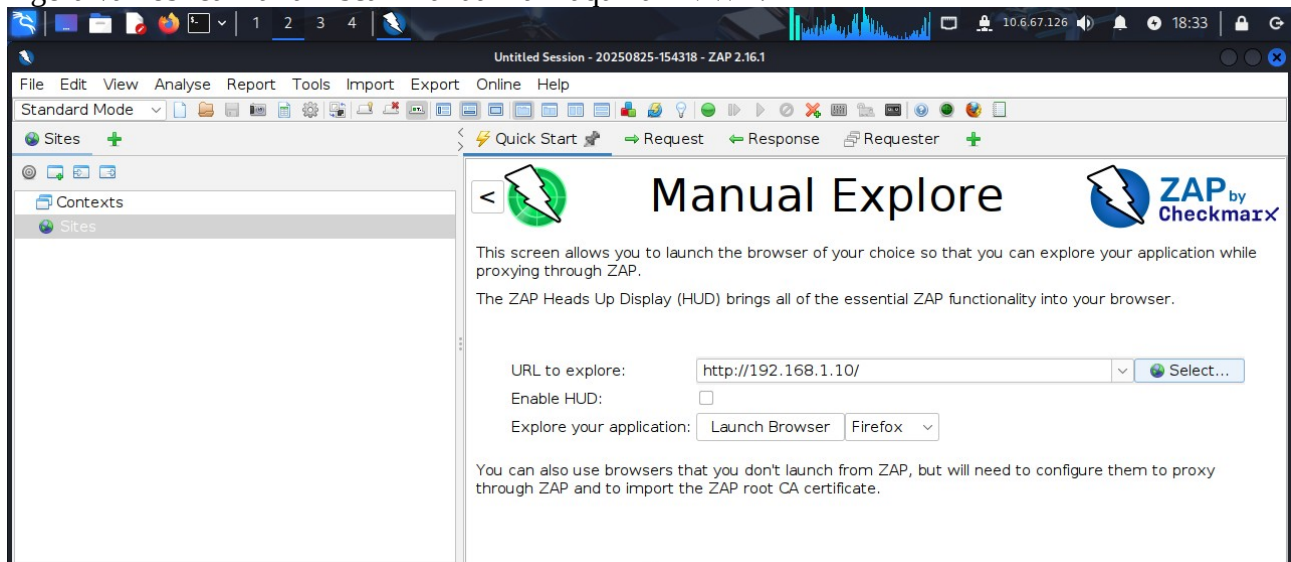 1 2 3 4 10.6.67.126 18:33
Untitled Session - 20250825-154318 - ZAP 2.16.1
File Edit View Analyse Report Tools Import Export Online Help
Standard Mode
Sites
Quick Start Request Response Requester
Contexts
Sites
< Manual Explore
ZAP by Checkmarx
This screen allows you to launch the browser of your choice so that you can explore your application while
proxying through ZAP.
The ZAP Heads Up Display (HUD) brings all of the essential ZAP functionality into your browser.
URL to explore: http://192.168.1.10/ Select...
Enable HUD:
Explore your application: Launch Browser Firefox
You can also use browsers that you don't launch from ZAP, but will need to configure them to proxy
through ZAP and to import the ZAP root CA certificate.